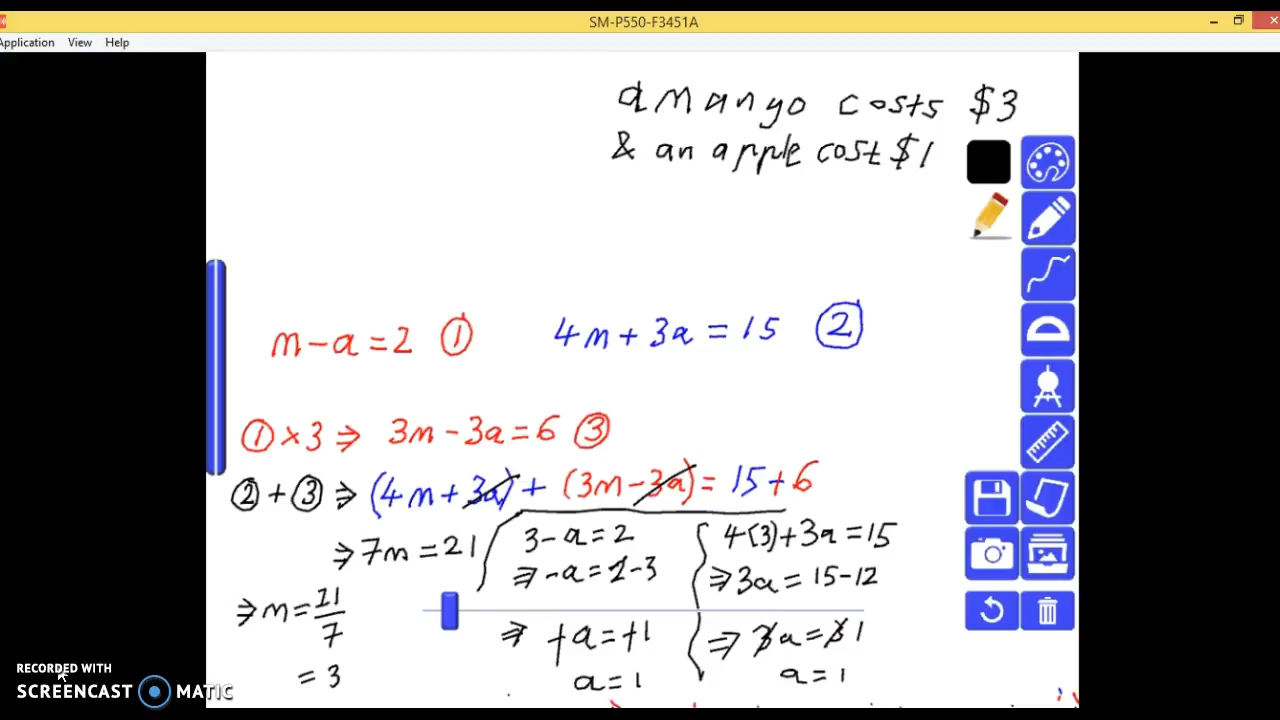 SM-P550-F3451A
Application View Help
a mango costs $3
& an apple cost $1
m-a=2 ① 4m+3a=15 ②
①×3⇒ 3m-3a=6 ③
②+③⇒ (4m+3a)+(3m-3a)=15+6
⇒7m=21
3-a=2
⇒-a=2-3
⇒ -a=-1
a=1
4(3)+3a=15
⇒3a=15-12
⇒ 3a=31
a=1
⇒m=21/7
=3
RECORDED WITH
SCREENCAST MATIC